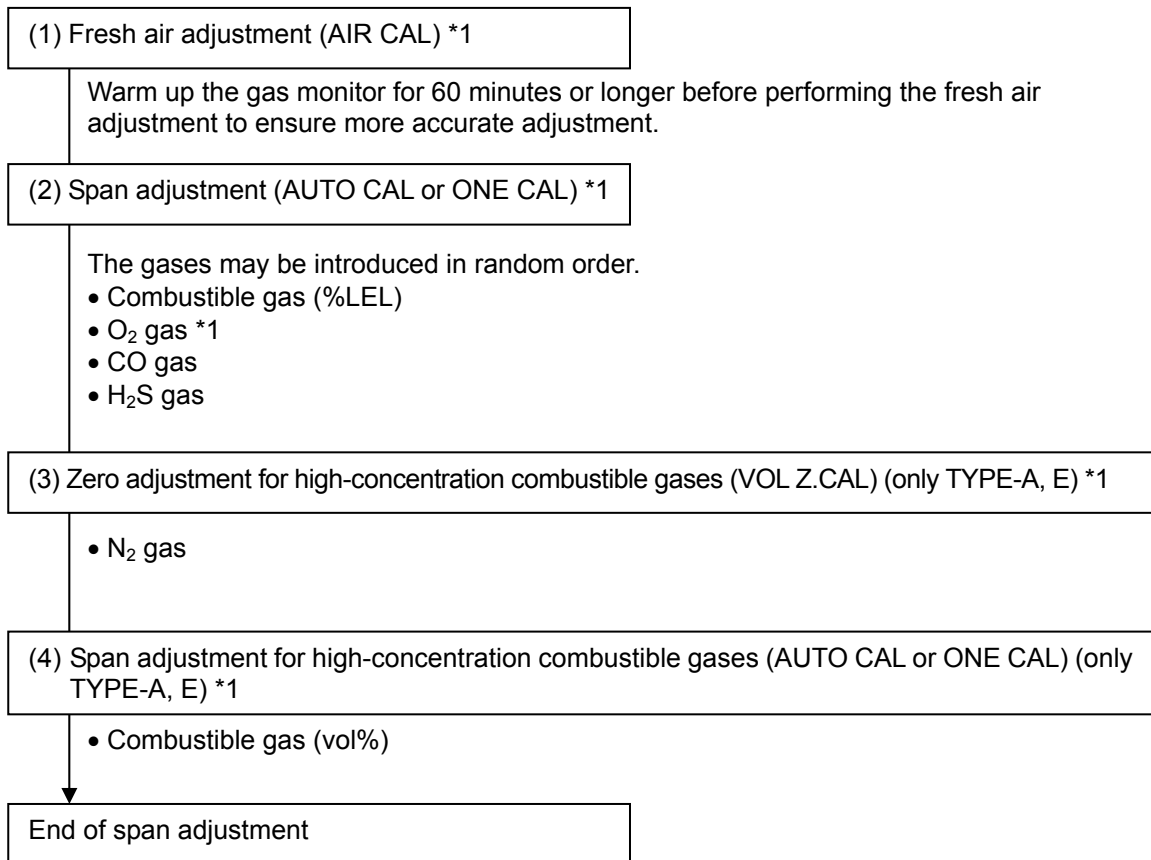 (1) Fresh air adjustment (AIR CAL) *1
Warm up the gas monitor for 60 minutes or longer before performing the fresh air
adjustment to ensure more accurate adjustment.
(2) Span adjustment (AUTO CAL or ONE CAL) *1
The gases may be introduced in random order.
• Combustible gas (%LEL)
• O₂ gas *1
• CO gas
• H₂S gas
(3) Zero adjustment for high-concentration combustible gases (VOL Z.CAL) (only TYPE-A, E) *1
• N₂ gas
(4) Span adjustment for high-concentration combustible gases (AUTO CAL or ONE CAL) (only
TYPE-A, E) *1
• Combustible gas (vol%)
End of span adjustment